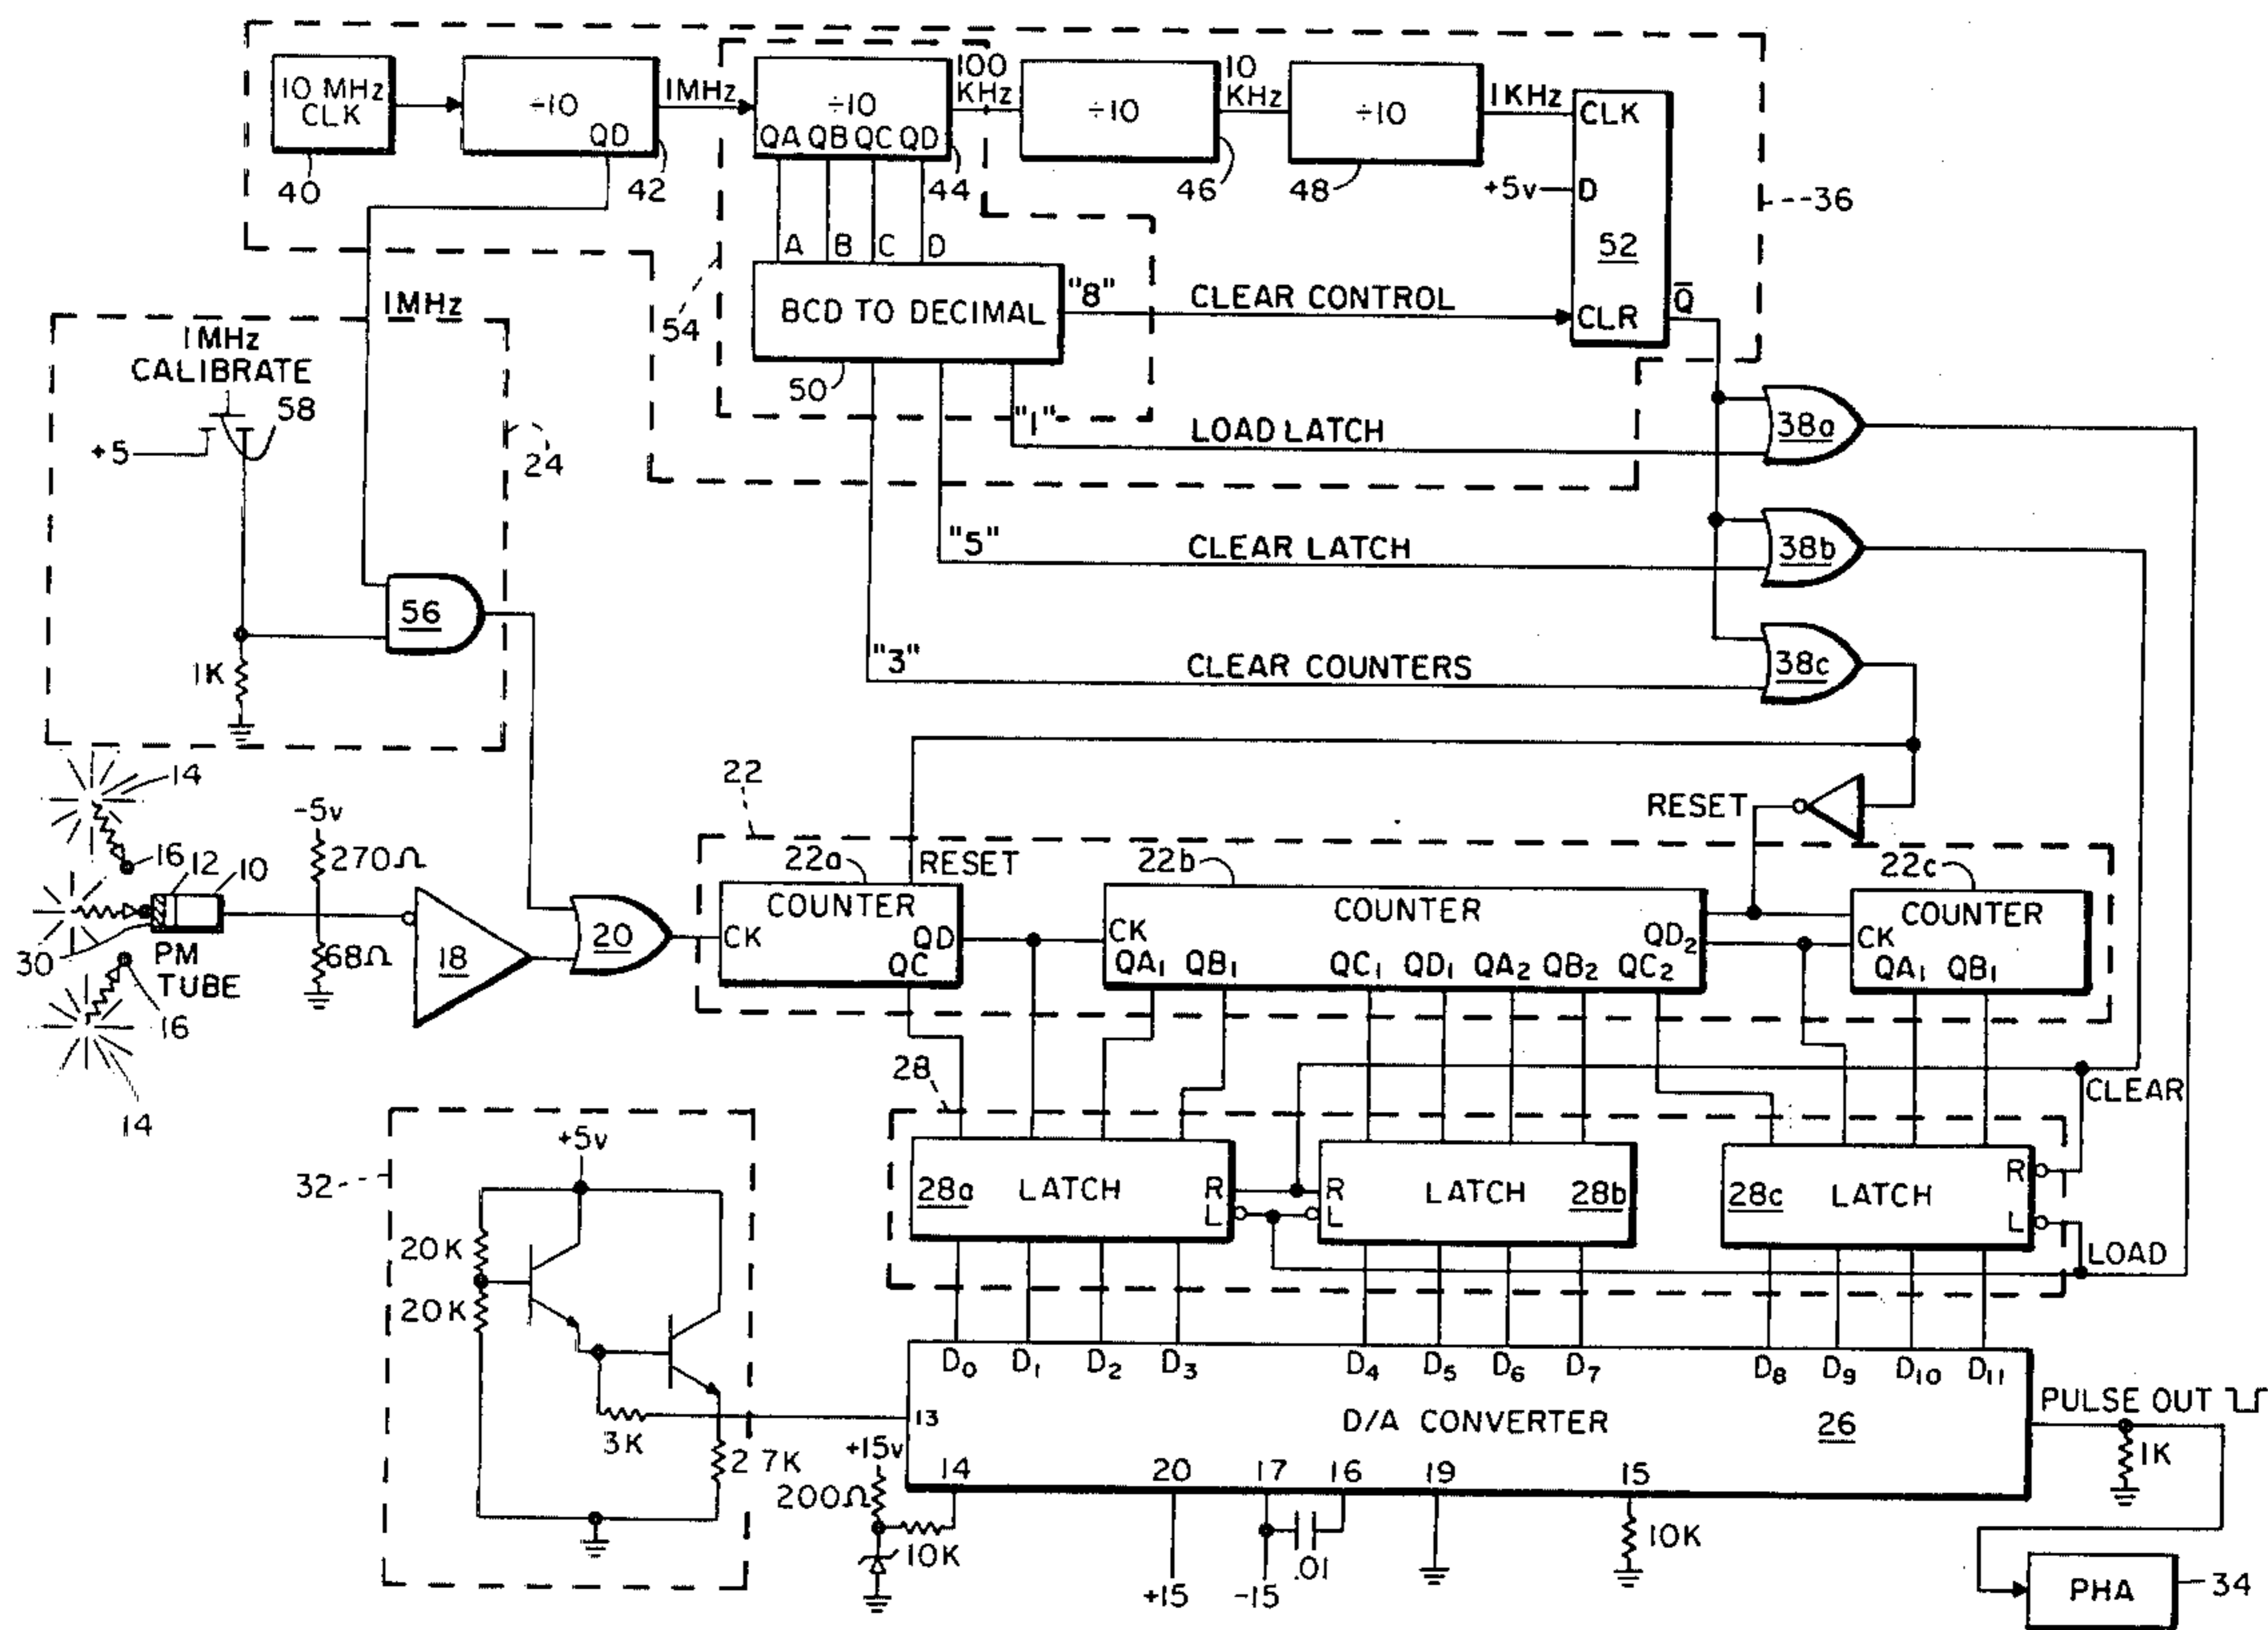 10 MHz
CLK
40
÷10
QD
42
1MHz
÷10
QA QB QC QD
44
100
KHz
÷10
46
10
KHz
÷10
48
1KHz
CLK
+5v
D
52
CLR
Q̅
36
A B C D
54
BCD TO DECIMAL
50
"8"
CLEAR CONTROL
"1"
LOAD LATCH
38a
"5"
CLEAR LATCH
38b
"3"
CLEAR COUNTERS
38c
1MHz
1MHz
CALIBRATE
58
+5
24
56
1K
14
16
12
10
30
PM
TUBE
16
14
-5v
270Ω
68Ω
18
20
22
RESET
22a
RESET
COUNTER
CK
QD
QC
22b
COUNTER
CK
QA1 QB1 QC1 QD1 QA2 QB2 QC2
QD2
22c
COUNTER
CK
QA1 QB1
28
CLEAR
28a LATCH R
L
R LATCH 28b
L
28c LATCH R
L
LOAD
32
+5v
20K
20K
3K
2 7K
D0 D1 D2 D3 D4 D5 D6 D7 D8 D9 D10 D11
13
D/A CONVERTER
26
14 20 17 16 19 15
+15v
200Ω
10K
+15
-15
.01
10K
PULSE OUT
1K
PHA
34